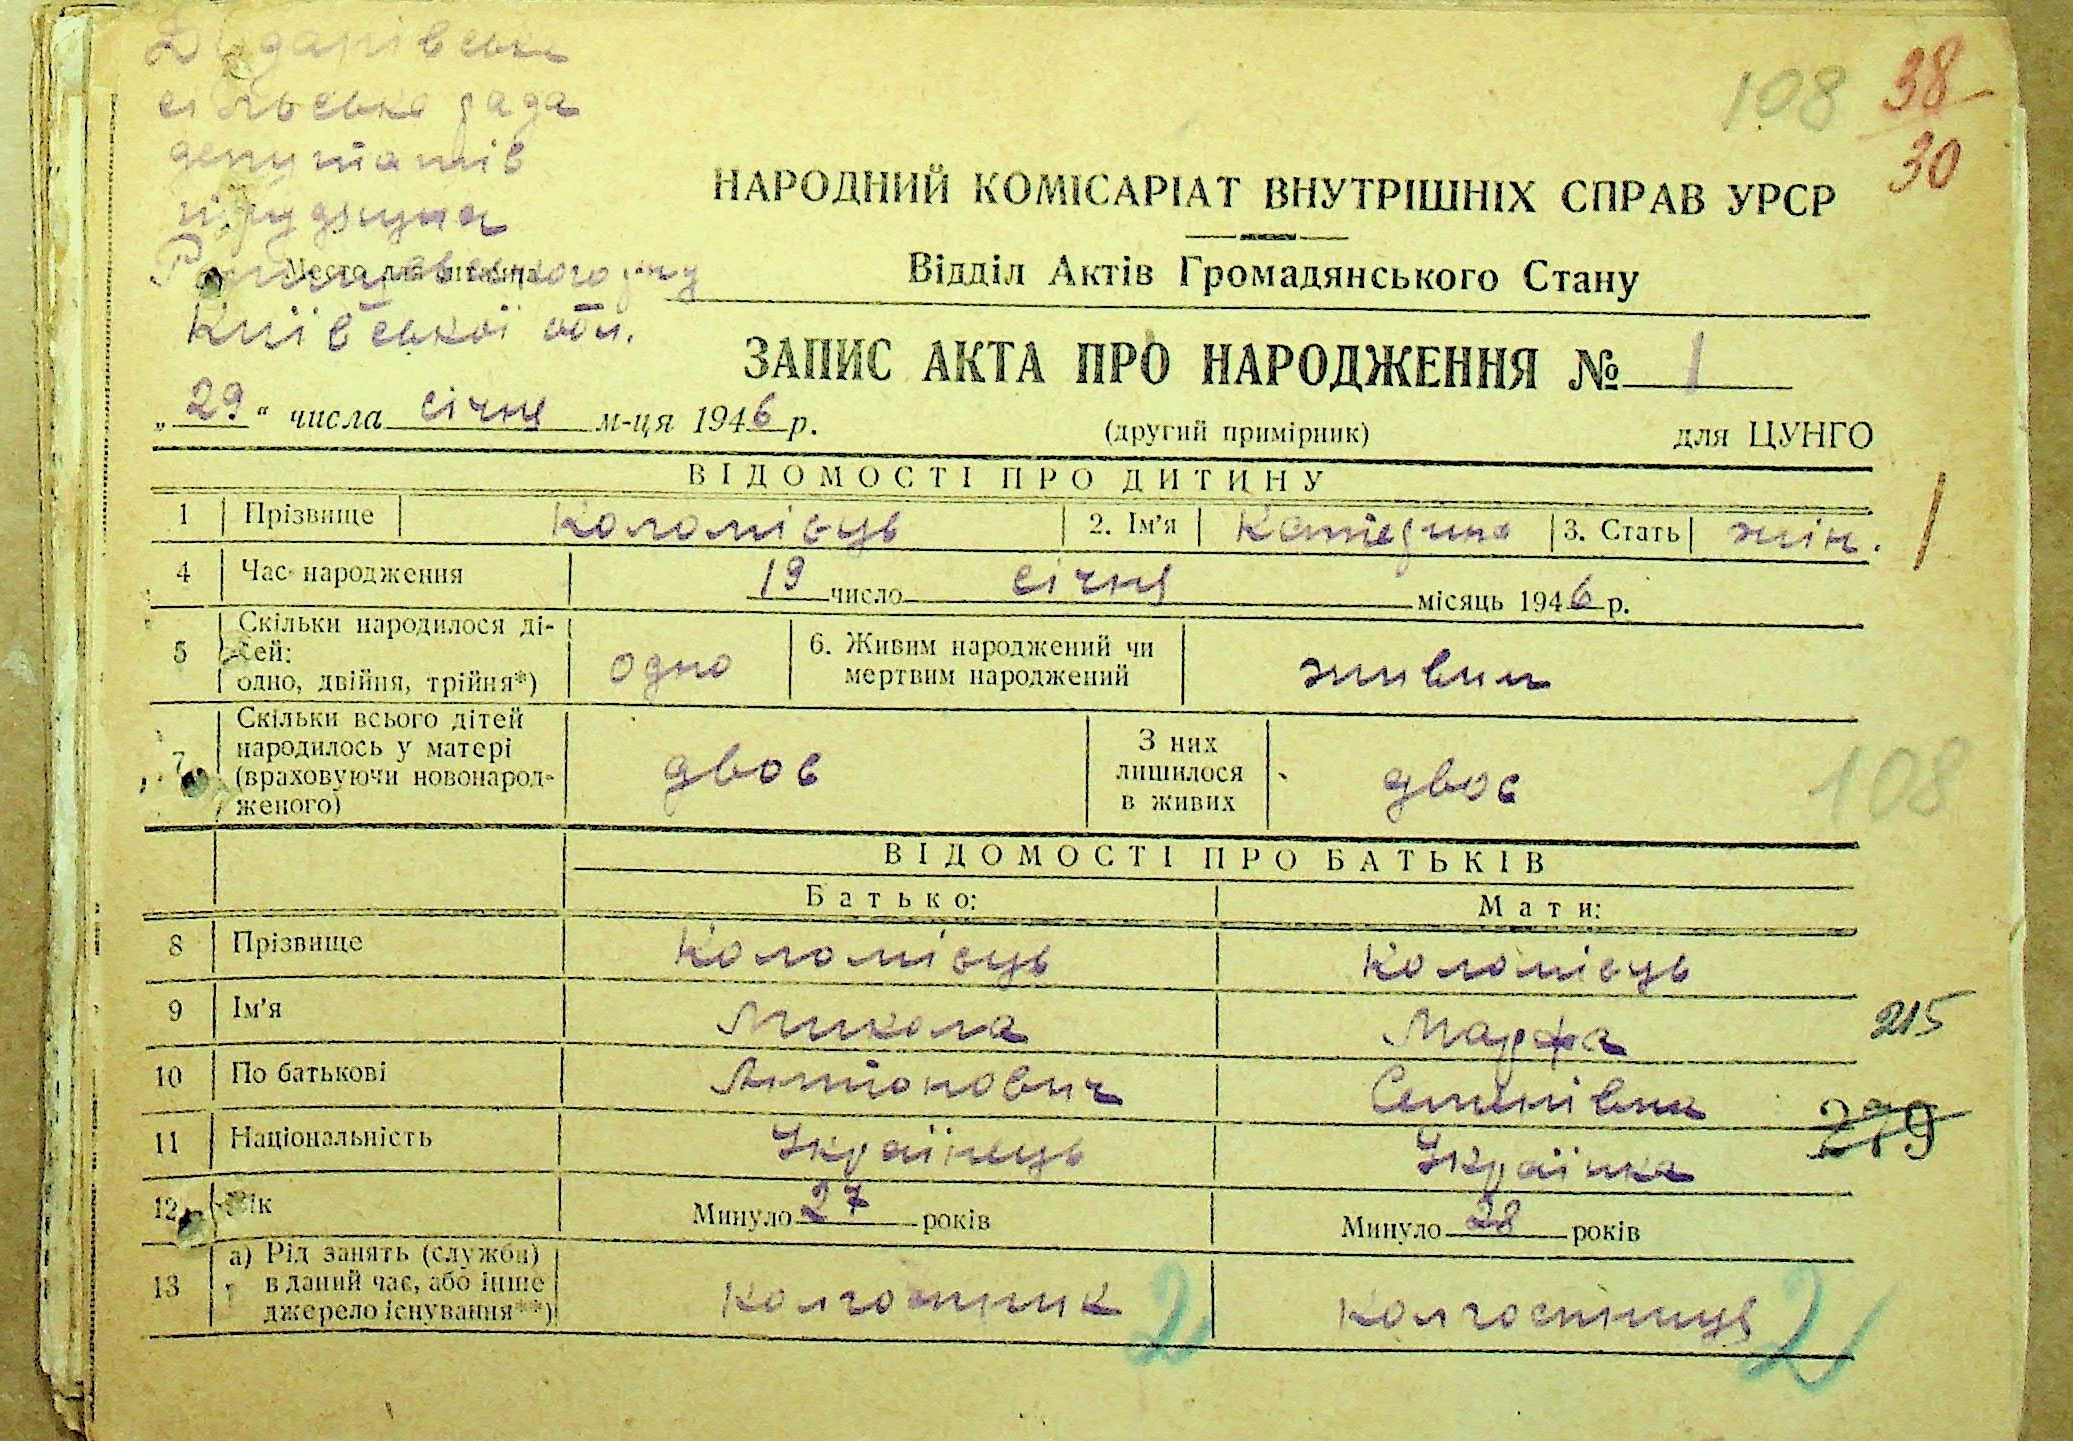 сільська рада
депутатів
трудящих
Київської обл.
Место для штампа
108 38
30
НАРОДНИЙ КОМІСАРІАТ ВНУТРІШНІХ СПРАВ УРСР
Відділ Актів Громадянського Стану
ЗАПИС АКТА ПРО НАРОДЖЕННЯ № 1
„29“ числа січня м-ця 1946 р. (другий примірник) для ЦУНГО
ВІДОМОСТІ ПРО ДИТИНУ
1 Прізвище Коломієць 2. Ім’я Катерина 3. Стать жін. 1
4 Час народження 19 число січня місяць 1946 р.
5 Скільки народилося дітей: одно, двійня, трійня*) одно 6. Живим народжений чи мертвим народжений живим
7 Скільки всього дітей народилось у матері (враховуючи новонародженого) двоє З них лишилося в живих двоє
108
ВІДОМОСТІ ПРО БАТЬКІВ
Батько: Мати:
8 Прізвище Коломієць Коломієць
9 Ім’я Микола Марфа 215
10 По батькові Антонович Семенівна
11 Національність Українець Українка 279
12 Вік Минуло 27 років Минуло 28 років
13 а) Рід занять (служби) в даний час, або інше джерело існування**) колгоспник 2 колгоспниця 2